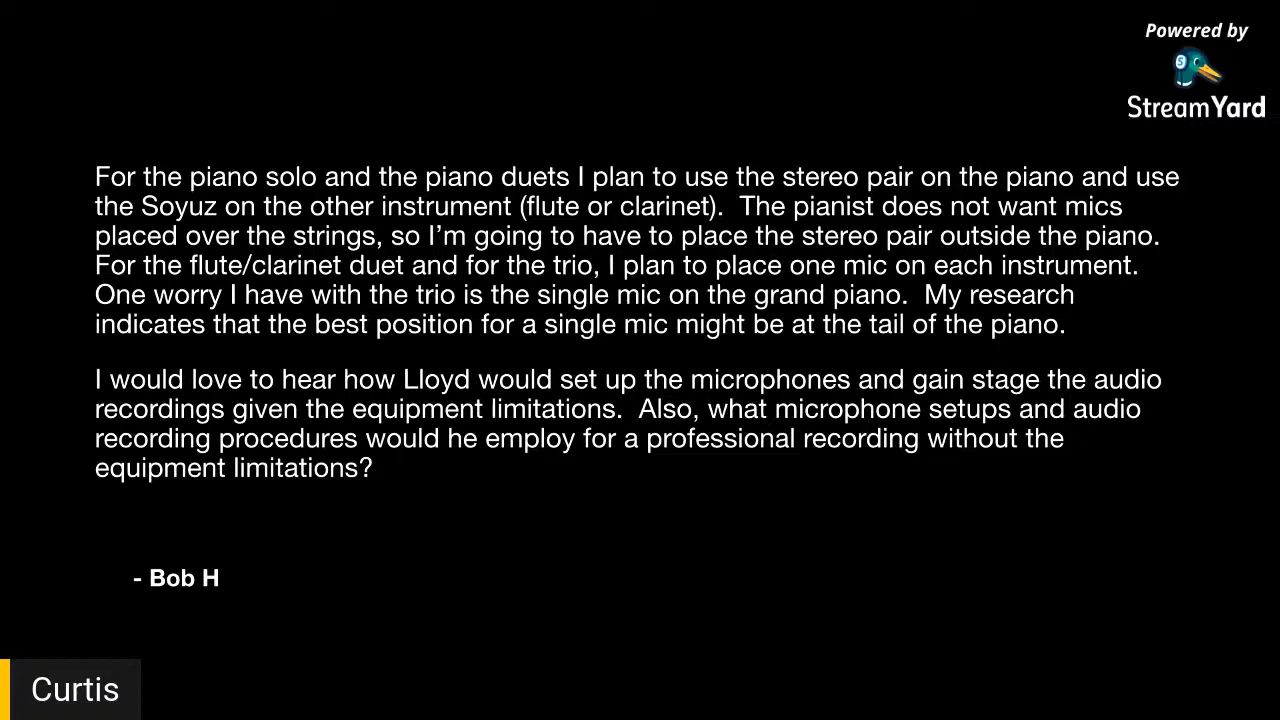 Powered by
StreamYard
For the piano solo and the piano duets I plan to use the stereo pair on the piano and use
the Soyuz on the other instrument (flute or clarinet).  The pianist does not want mics
placed over the strings, so I’m going to have to place the stereo pair outside the piano.
For the flute/clarinet duet and for the trio, I plan to place one mic on each instrument.
One worry I have with the trio is the single mic on the grand piano.  My research
indicates that the best position for a single mic might be at the tail of the piano.
I would love to hear how Lloyd would set up the microphones and gain stage the audio
recordings given the equipment limitations.  Also, what microphone setups and audio
recording procedures would he employ for a professional recording without the
equipment limitations?
- Bob H
Curtis